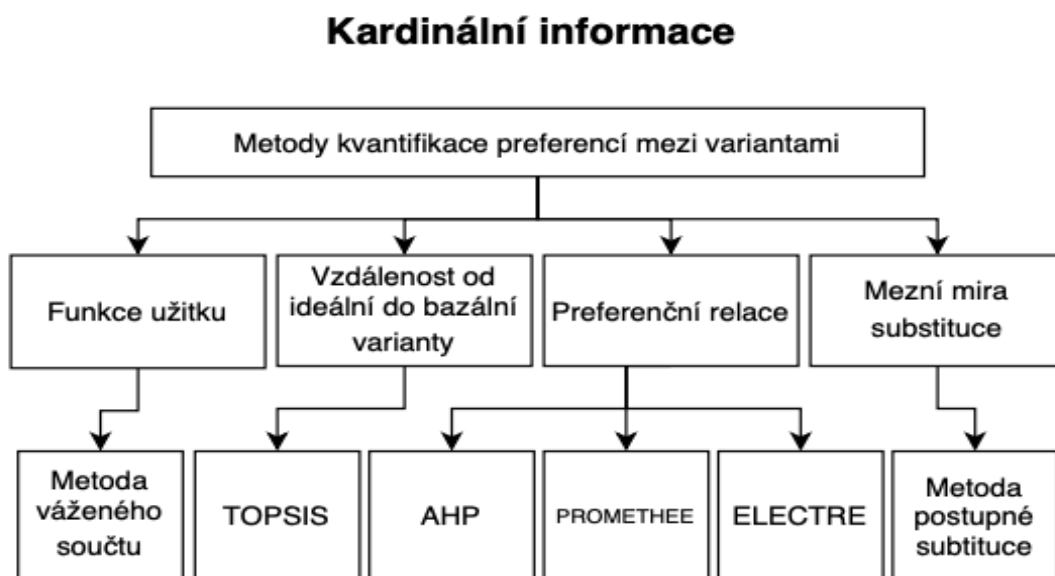 Kardinální informace
Metody kvantifikace preferencí mezi variantami
Funkce užitku
Vzdálenost od
ideální do bazální
varianty
Preferenční relace
Mezní mira
substituce
Metoda
váženého
součtu
TOPSIS
AHP
PROMETHEE
ELECTRE
Metoda
postupné
subtituce